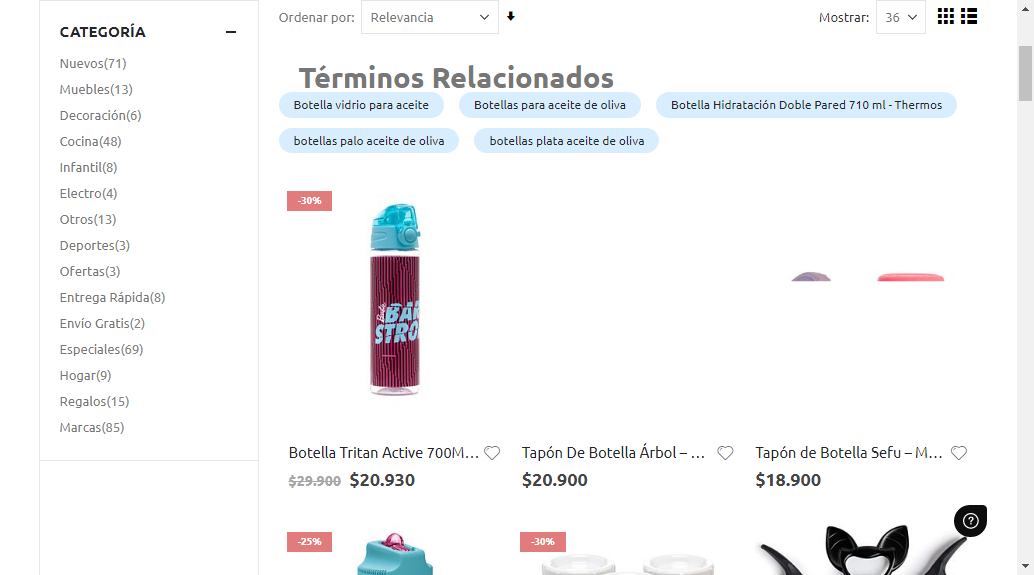 Ordenar por: Relevancia
Mostrar: 36
CATEGORÍA
Nuevos(71)
Muebles(13)
Decoración(6)
Cocina(48)
Infantil(8)
Electro(4)
Otros(13)
Deportes(3)
Ofertas(3)
Entrega Rápida(8)
Envío Gratis(2)
Especiales(69)
Hogar(9)
Regalos(15)
Marcas(85)
Términos Relacionados
Botella vidrio para aceite
Botellas para aceite de oliva
Botella Hidratación Doble Pared 710 ml - Thermos
botellas palo aceite de oliva
botellas plata aceite de oliva
-30%
Botella Tritan Active 700M...
$29.900 $20.930
Tapón De Botella Árbol – ...
$20.900
Tapón de Botella Sefu – M...
$18.900
-25%
-30%